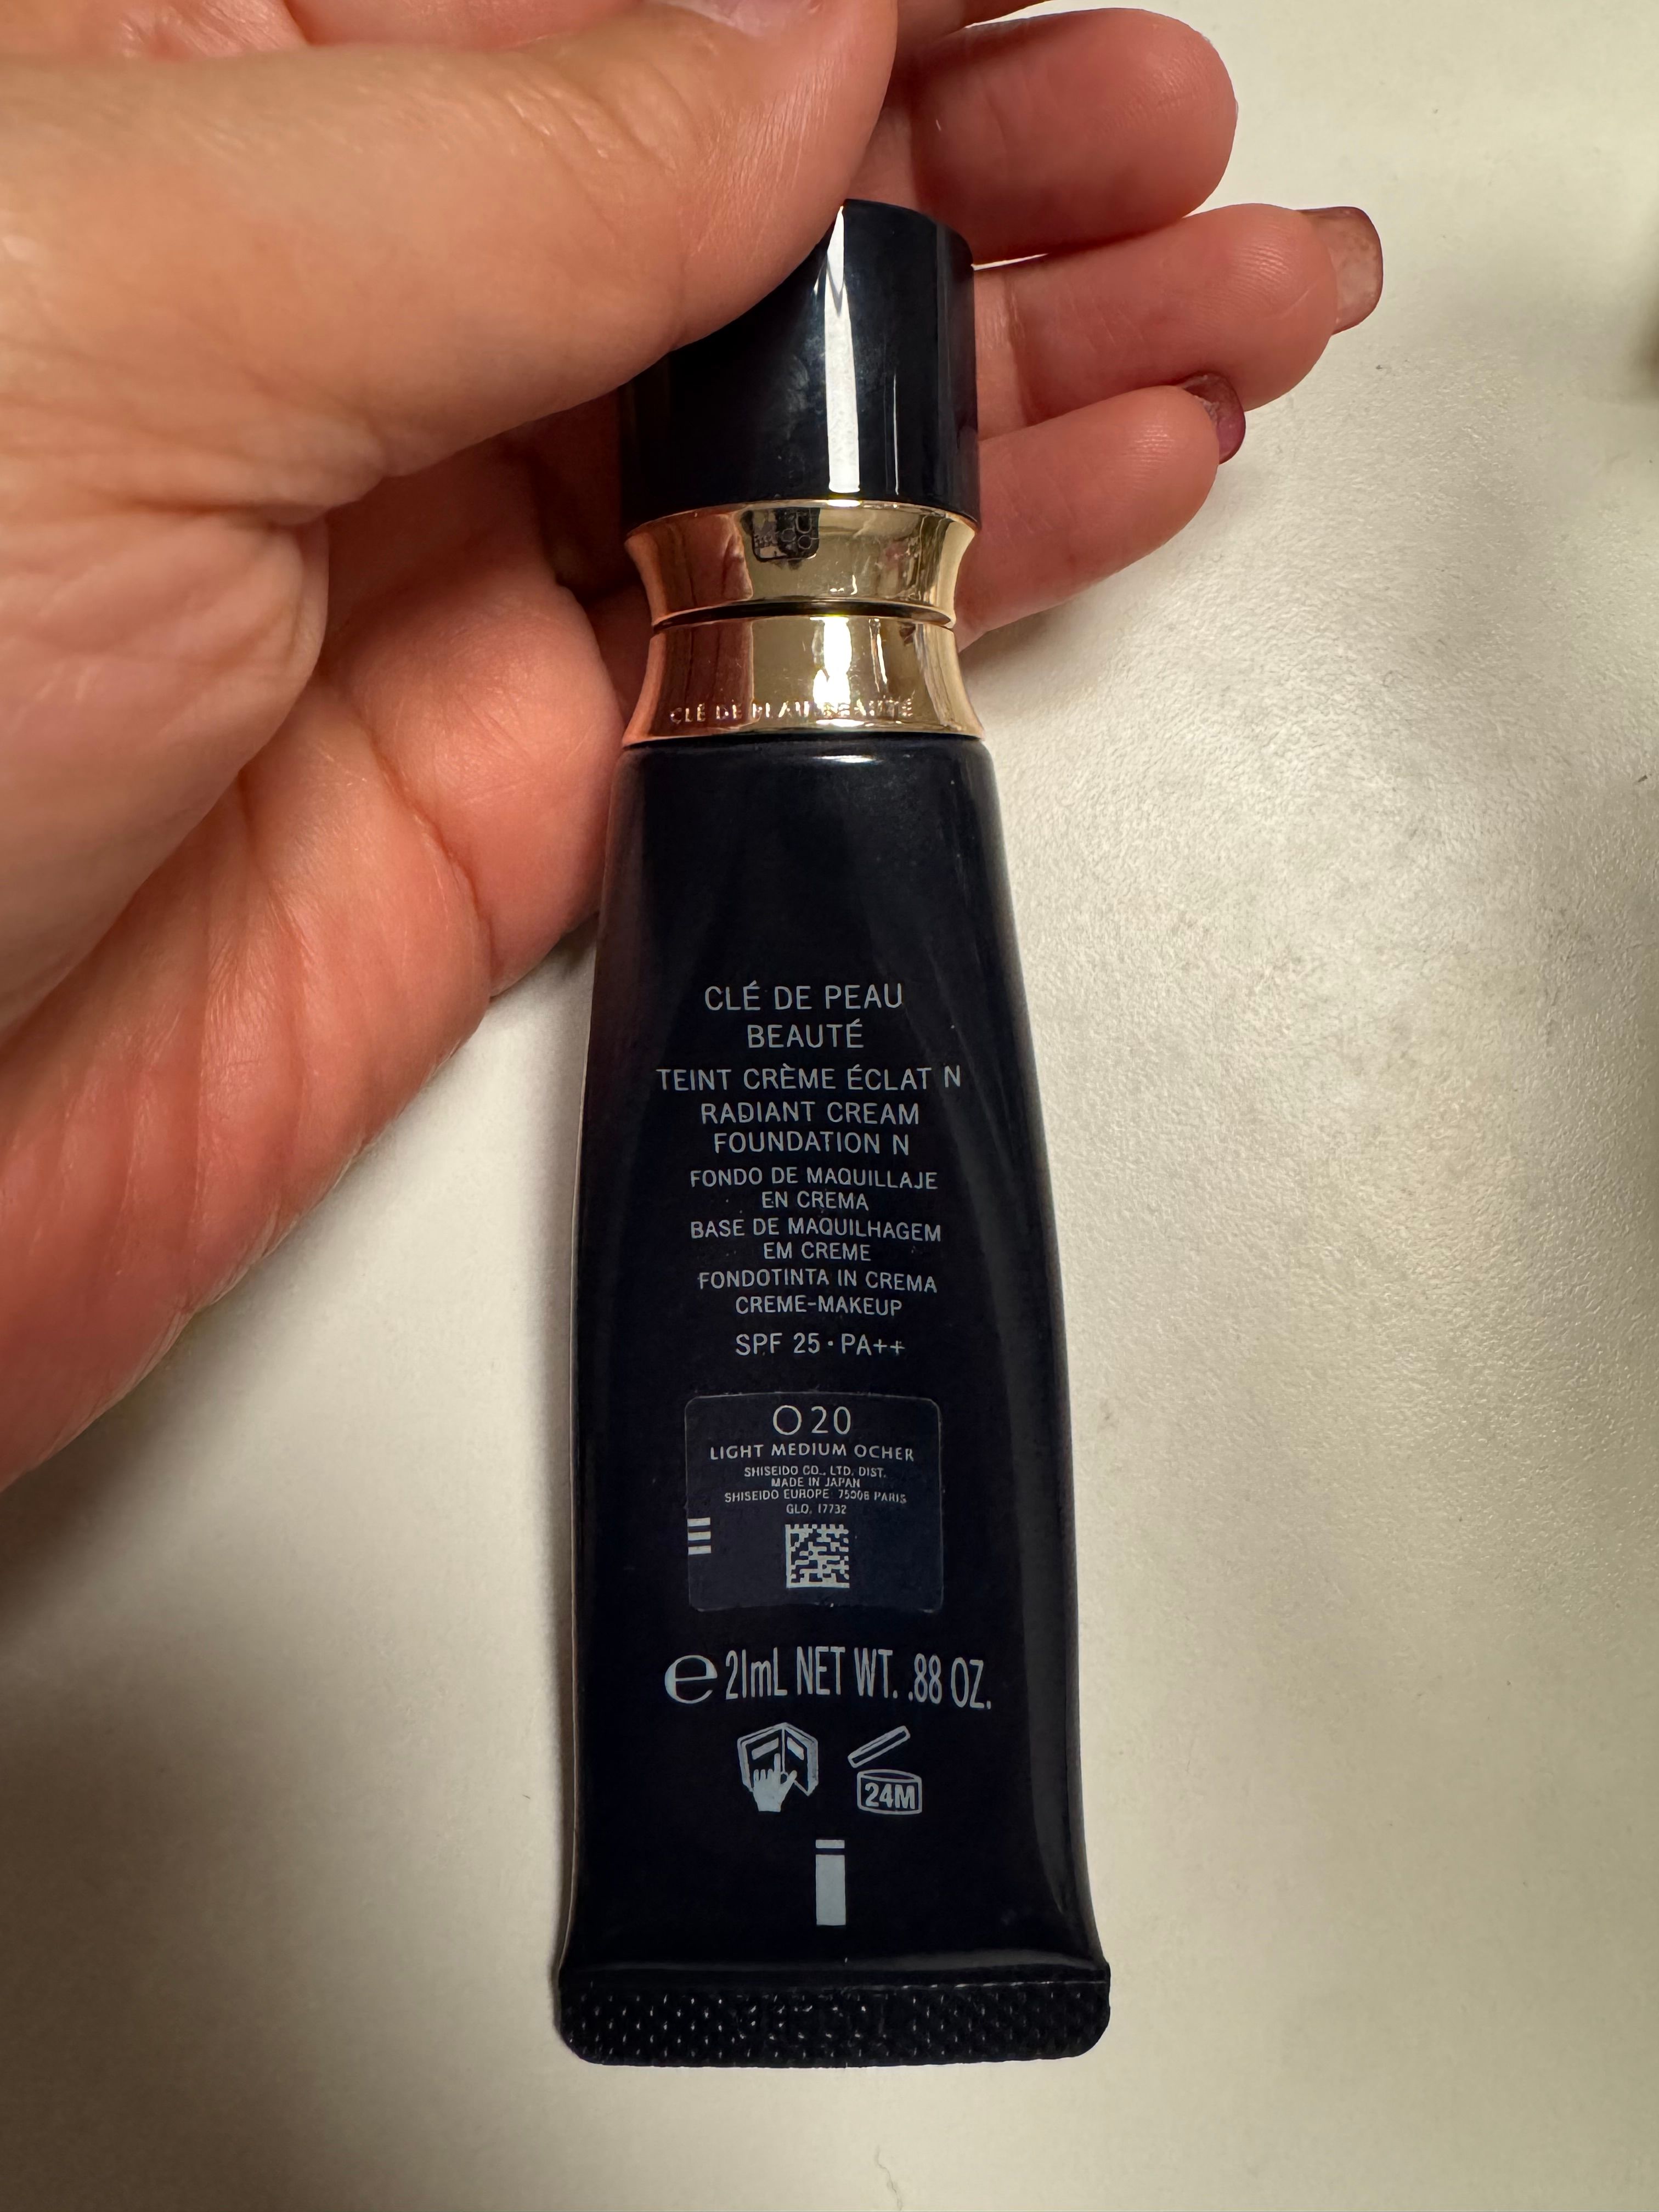 CLÉ DE PEAU BEAUTÉ
CLÉ DE PEAU
BEAUTÉ
TEINT CRÈME ÉCLAT N
RADIANT CREAM
FOUNDATION N
FONDO DE MAQUILLAJE
EN CREMA
BASE DE MAQUILHAGEM
EM CREME
FONDOTINTA IN CREMA
CREME-MAKEUP
SPF 25・PA++
O20
LIGHT MEDIUM OCHER
SHISEIDO CO., LTD. DIST.
MADE IN JAPAN
SHISEIDO EUROPE 75008 PARIS
GLO. 17732
e 21mL NET WT. .88 OZ.
24M